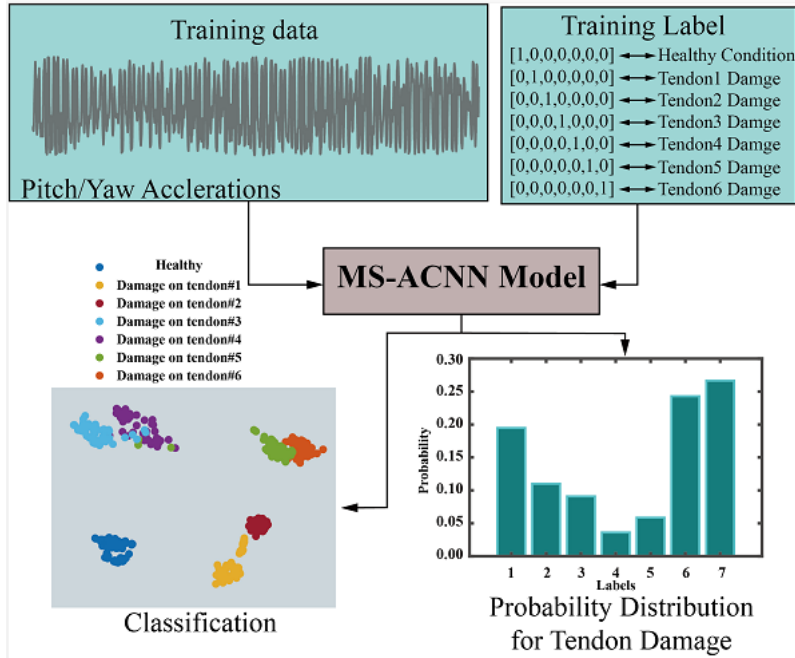 Training data
Pitch/Yaw Acclerations
Training Label
[1,0,0,0,0,0,0] Healthy Condition
[0,1,0,0,0,0,0] Tendon1 Damge
[0,0,1,0,0,0,0] Tendon2 Damge
[0,0,0,1,0,0,0] Tendon3 Damge
[0,0,0,0,1,0,0] Tendon4 Damge
[0,0,0,0,0,1,0] Tendon5 Damge
[0,0,0,0,0,0,1] Tendon6 Damge
MS-ACNN Model
Healthy
Damage on tendon#1
Damage on tendon#2
Damage on tendon#3
Damage on tendon#4
Damage on tendon#5
Damage on tendon#6
Classification
Probability
0.30
0.25
0.20
0.15
0.10
0.05
0.00
1 2 3 4 5 6 7
Labels
Probability Distribution
for Tendon Damage